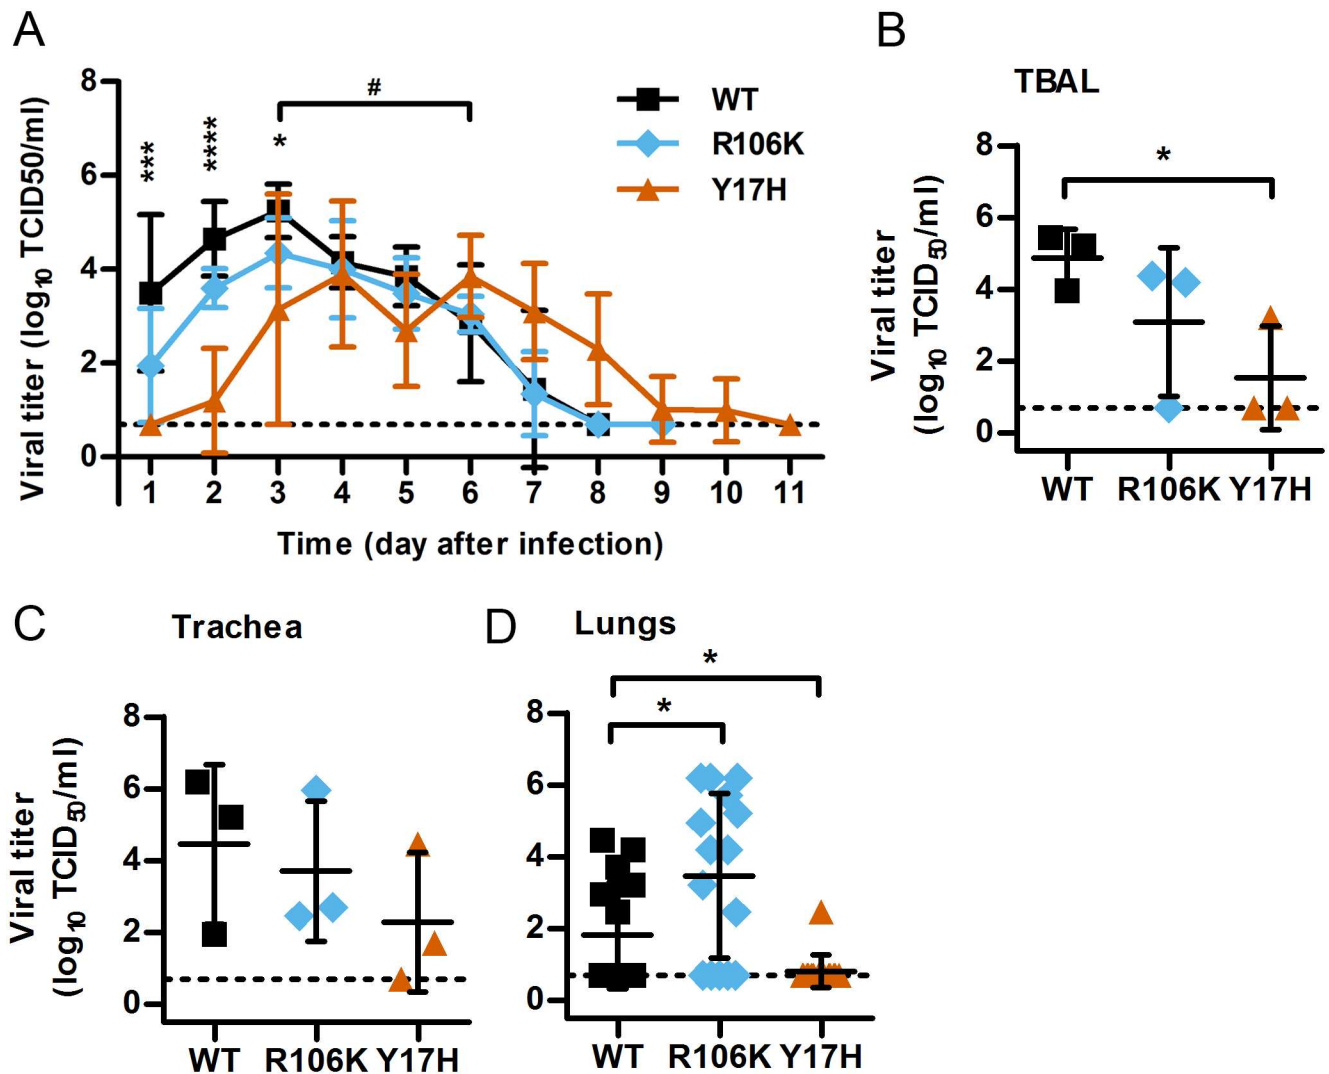 A
Viral titer (log10 TCID50/ml)
8
6
4
2
0
***
****
*
#
WT
R106K
Y17H
1 2 3 4 5 6 7 8 9 10 11
Time (day after infection)
B
TBAL
Viral titer
(log10 TCID50/ml)
8
6
4
2
0
*
WT R106K Y17H
C
Trachea
Viral titer
(log10 TCID50/ml)
8
6
4
2
0
WT R106K Y17H
D
Lungs
8
6
4
2
0
*
*
WT R106K Y17H